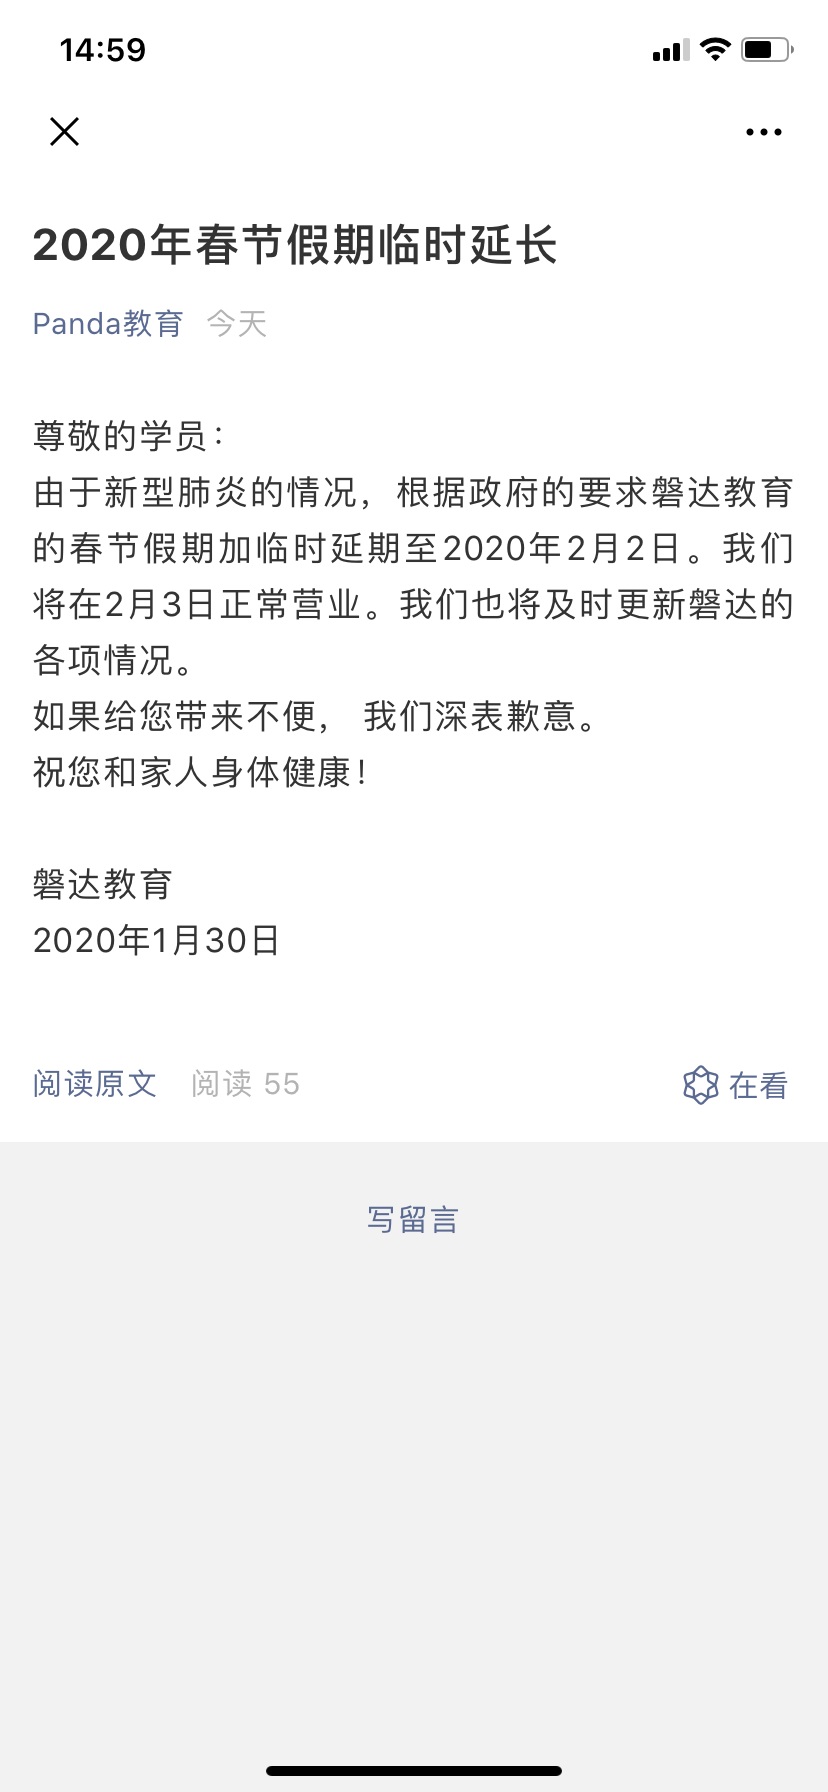 14:59
2020年春节假期临时延长
Panda教育 今天
尊敬的学员：
由于新型肺炎的情况，根据政府的要求磐达教育
的春节假期加临时延期至2020年2月2日。我们
将在2月3日正常营业。我们也将及时更新磐达的
各项情况。
如果给您带来不便， 我们深表歉意。
祝您和家人身体健康！
磐达教育
2020年1月30日
阅读原文 阅读 55 在看
写留言